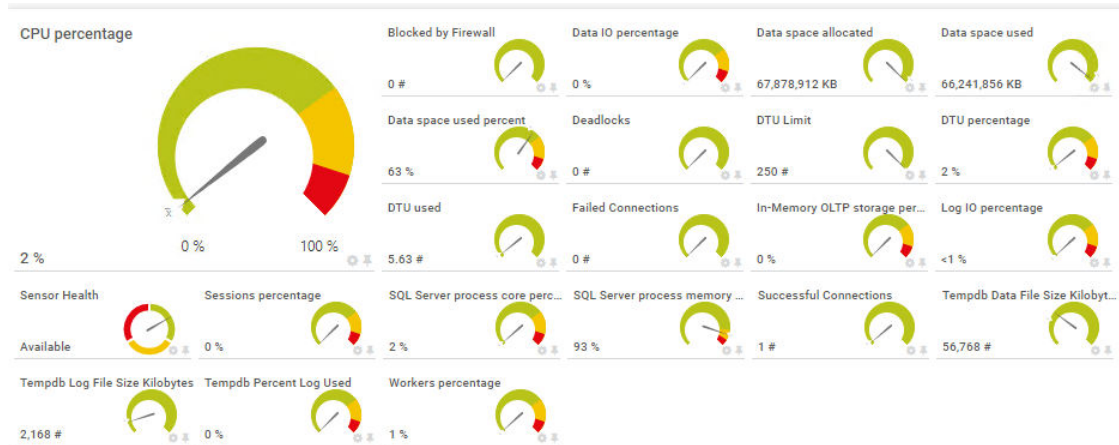 CPU percentage
0 %
100 %
2 %
Blocked by Firewall
0 #
Data IO percentage
0 %
Data space allocated
67,878,912 KB
Data space used
66,241,856 KB
Data space used percent
63 %
Deadlocks
0 #
DTU Limit
250 #
DTU percentage
2 %
DTU used
5.63 #
Failed Connections
0 #
In-Memory OLTP storage per...
0 %
Log IO percentage
<1 %
Sensor Health
Available
Sessions percentage
0 %
SQL Server process core perc...
2 %
SQL Server process memory ...
93 %
Successful Connections
1 #
Tempdb Data File Size Kilobyt...
56,768 #
Tempdb Log File Size Kilobytes
2,168 #
Tempdb Percent Log Used
0 %
Workers percentage
1 %